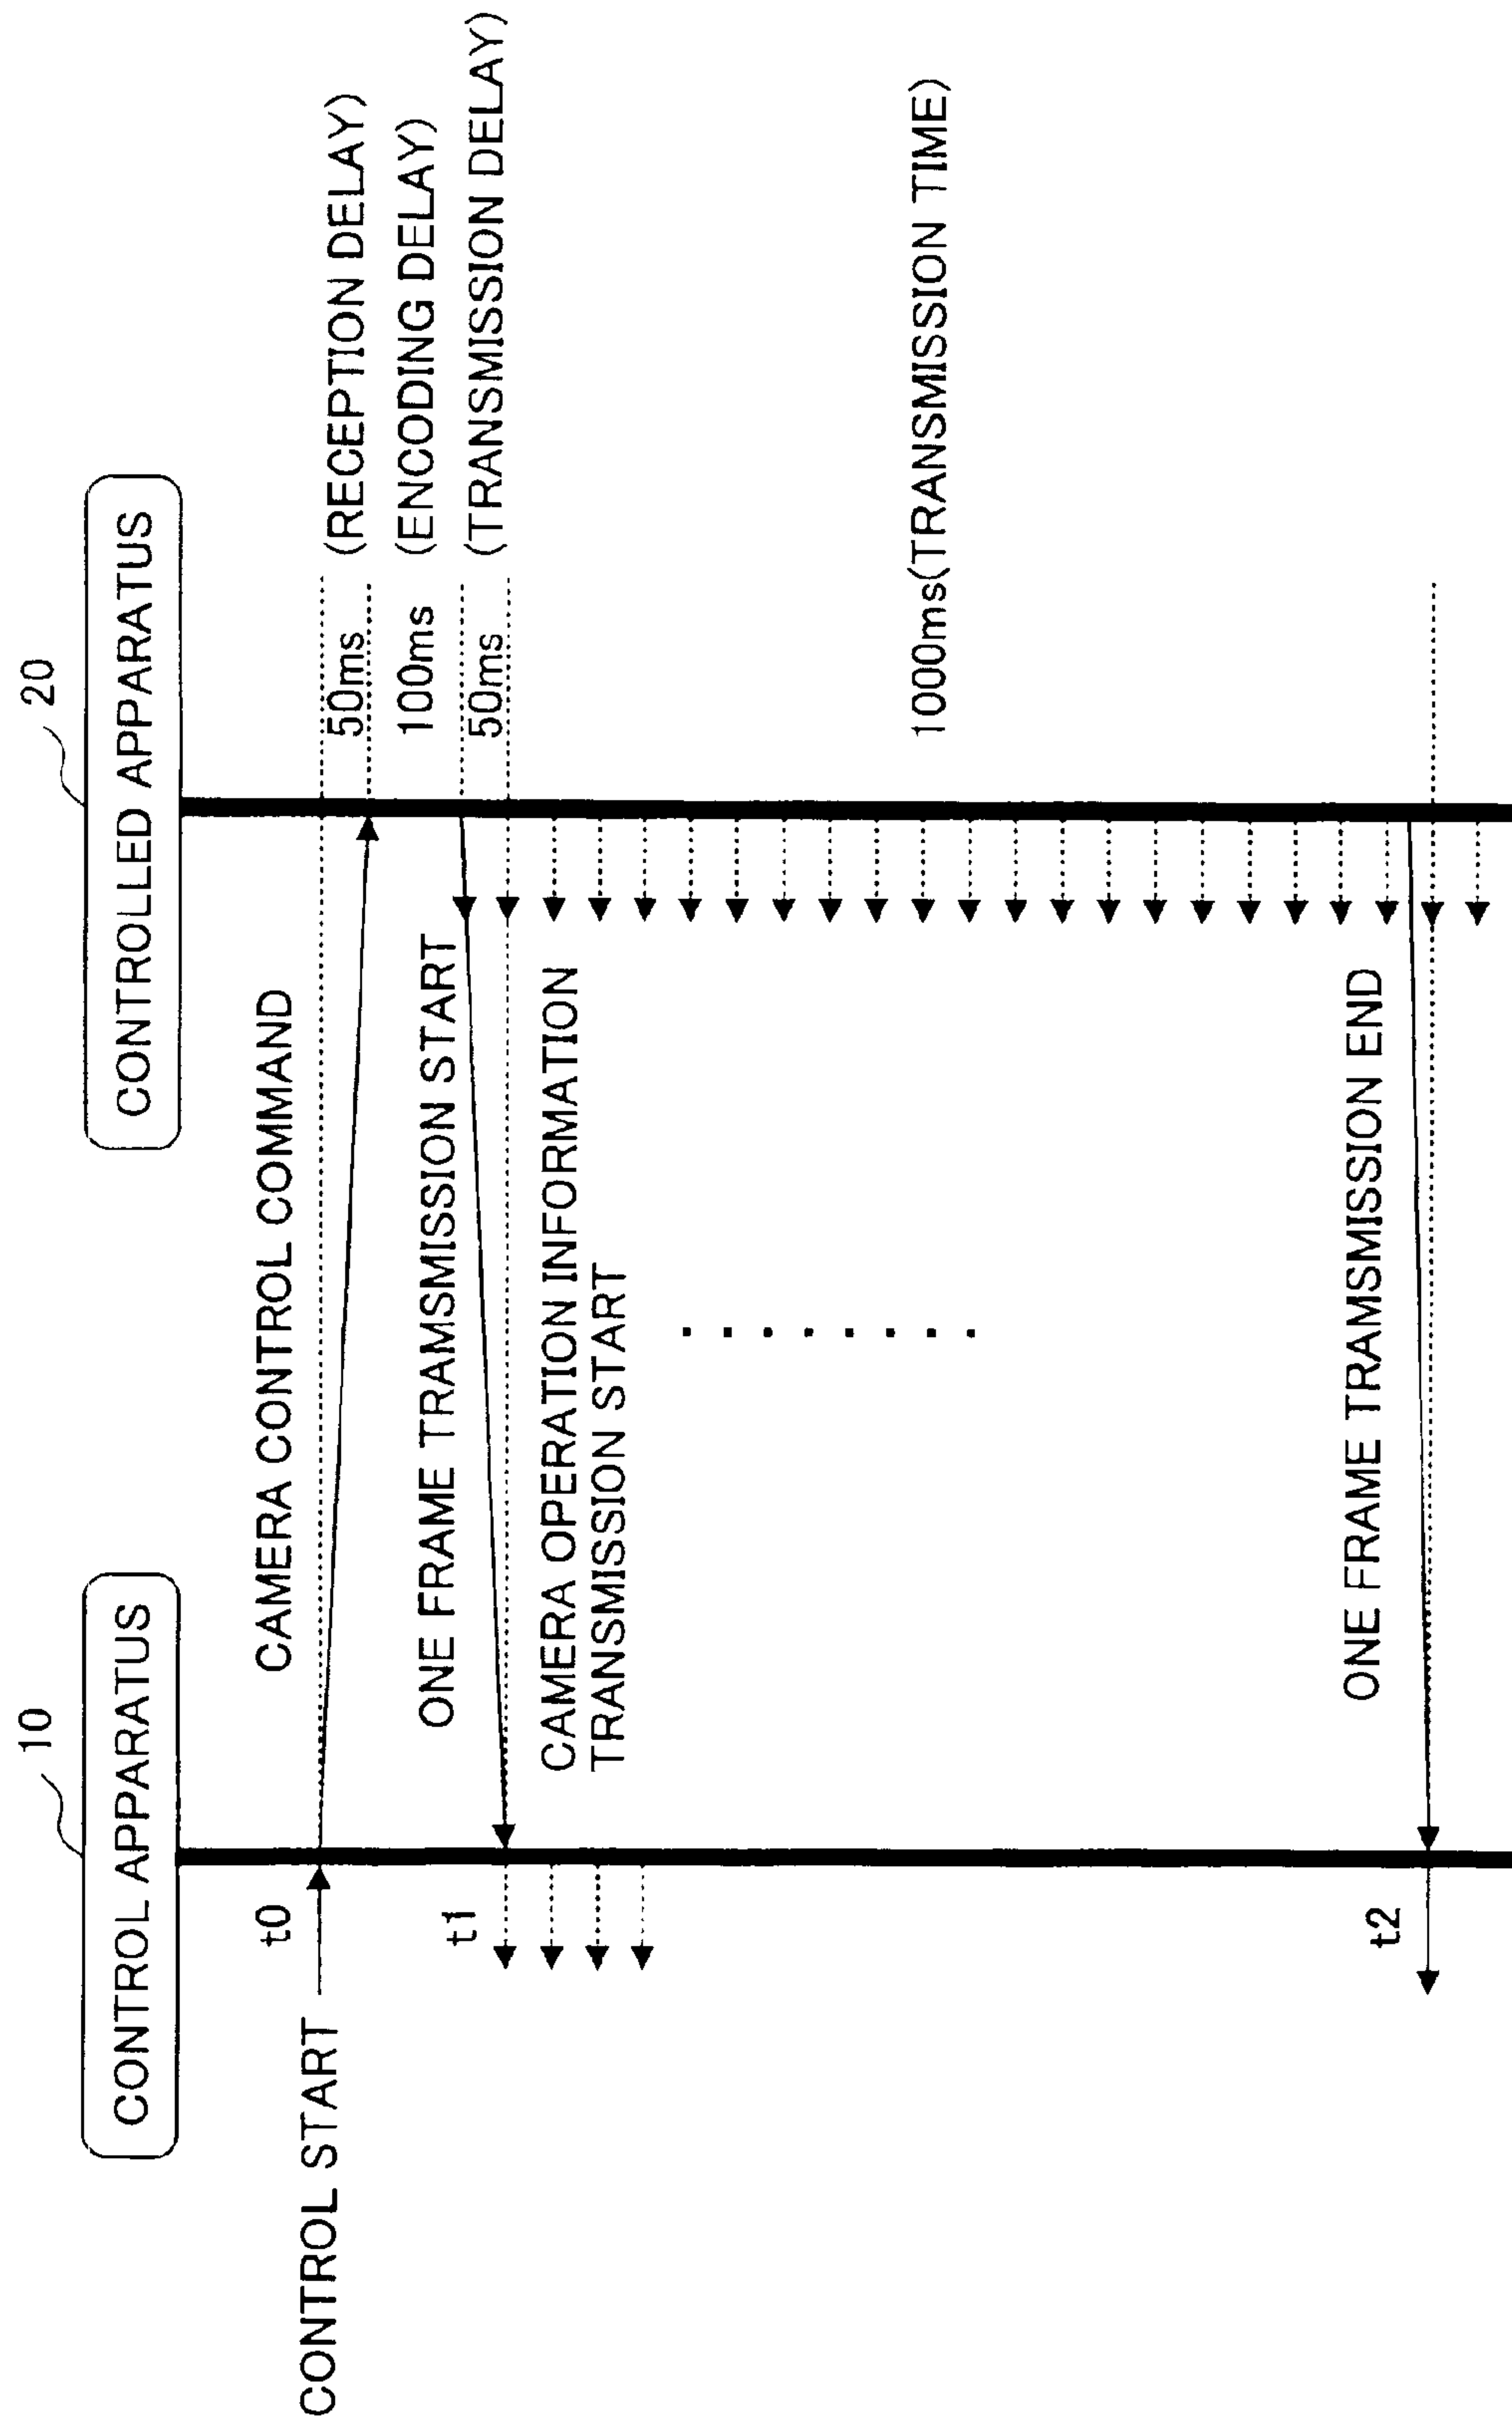 10
20
CONTROL APPARATUS
CONTROLLED APPARATUS
CONTROL START
t0
CAMERA CONTROL COMMAND
50ms
(RECEPTION DELAY)
100ms
(ENCODING DELAY)
t1
ONE FRAME TRAMSMISSION START
50ms
(TRANSMISSION DELAY)
CAMERA OPERATION INFORMATION
TRANSMISSION START
1000ms(TRANSMISSION TIME)
t2
ONE FRAME TRAMSMISSION END